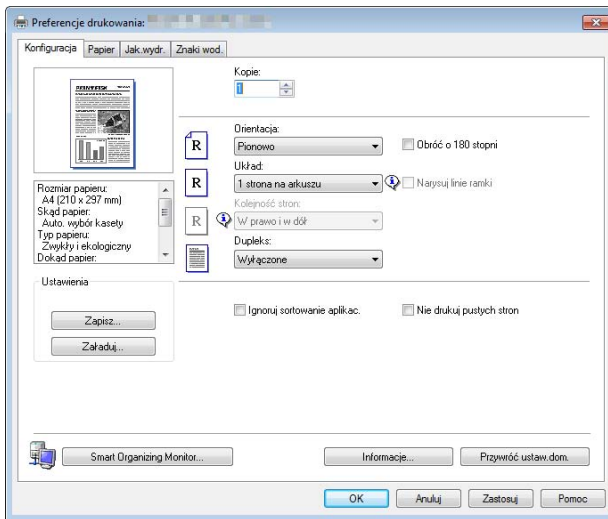 Preferencje drukowania:
Konfiguracja Papier Jak.wydr. Znaki wod.
Kopie:
1
Orientacja:
R Pionowo Obróć o 180 stopni
Układ:
R 1 strona na arkuszu Narysuj linie ramki
Kolejność stron:
R W prawo i w dół
Dupleks:
Wyłączone
Rozmiar papieru:
A4 (210 x 297 mm)
Skąd papier:
Auto. wybór kasety
Typ papieru:
Zwykły i ekologiczny
Dokąd papier:
Ustawienia
Zapisz...
Załaduj...
Ignoruj sortowanie aplikac. Nie drukuj pustych stron
Smart Organizing Monitor... Informacje... Przywróć ustaw.dom.
OK Anuluj Zastosuj Pomoc